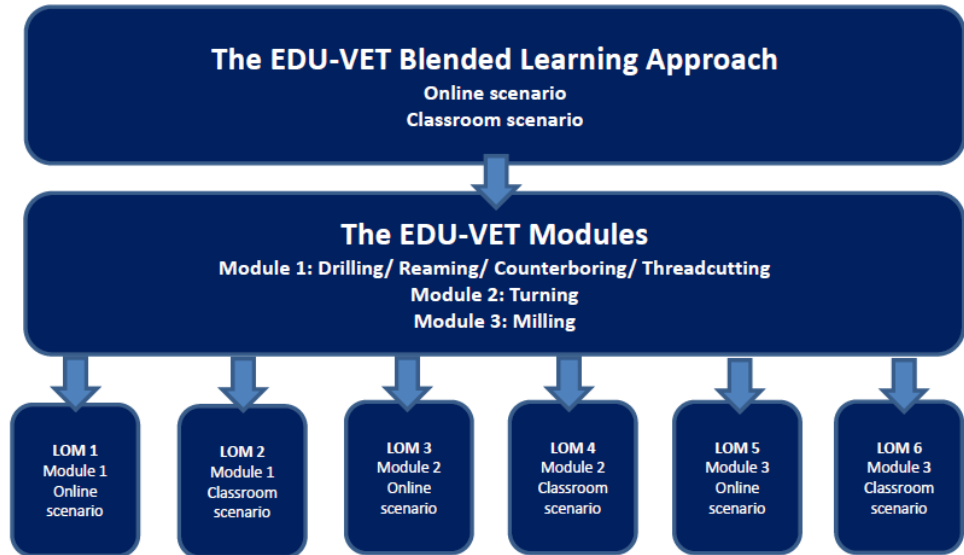 The EDU-VET Blended Learning Approach
Online scenario
Classroom scenario
The EDU-VET Modules
Module 1: Drilling/ Reaming/ Counterboring/ Threadcutting
Module 2: Turning
Module 3: Milling
LOM 1
Module 1
Online
scenario
LOM 2
Module 1
Classroom
scenario
LOM 3
Module 2
Online
scenario
LOM 4
Module 2
Classroom
scenario
LOM 5
Module 3
Online
scenario
LOM 6
Module 3
Classroom
scenario